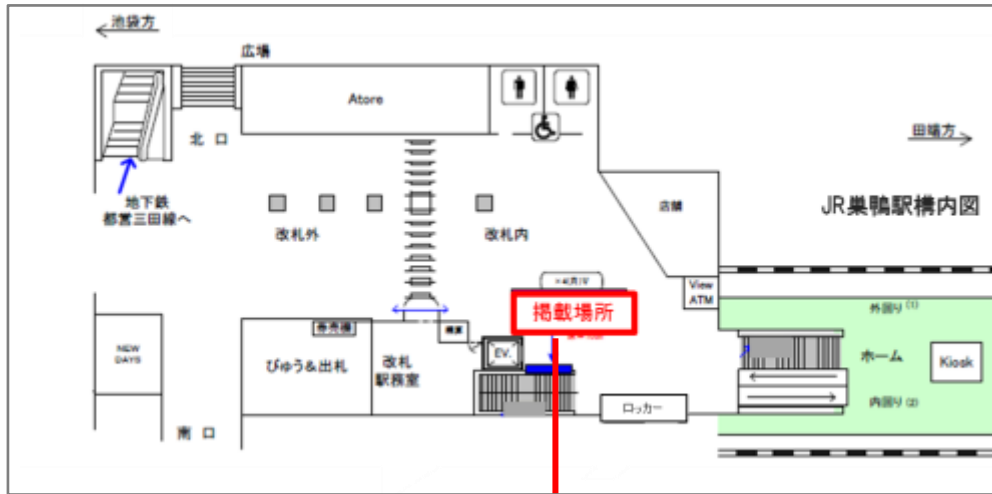 池袋方
広場
Atore
北口
地下鉄
都営三田線へ
田端方
店舗
JR巣鴨駅構内図
改札外
改札内
View
ATM
掲載場所
外回り(1)
ホーム
Kiosk
内回り(2)
NEW
DAYS
券売機
精算
びゅう&出札
改札
駅務室
EV.
ロッカー
南口